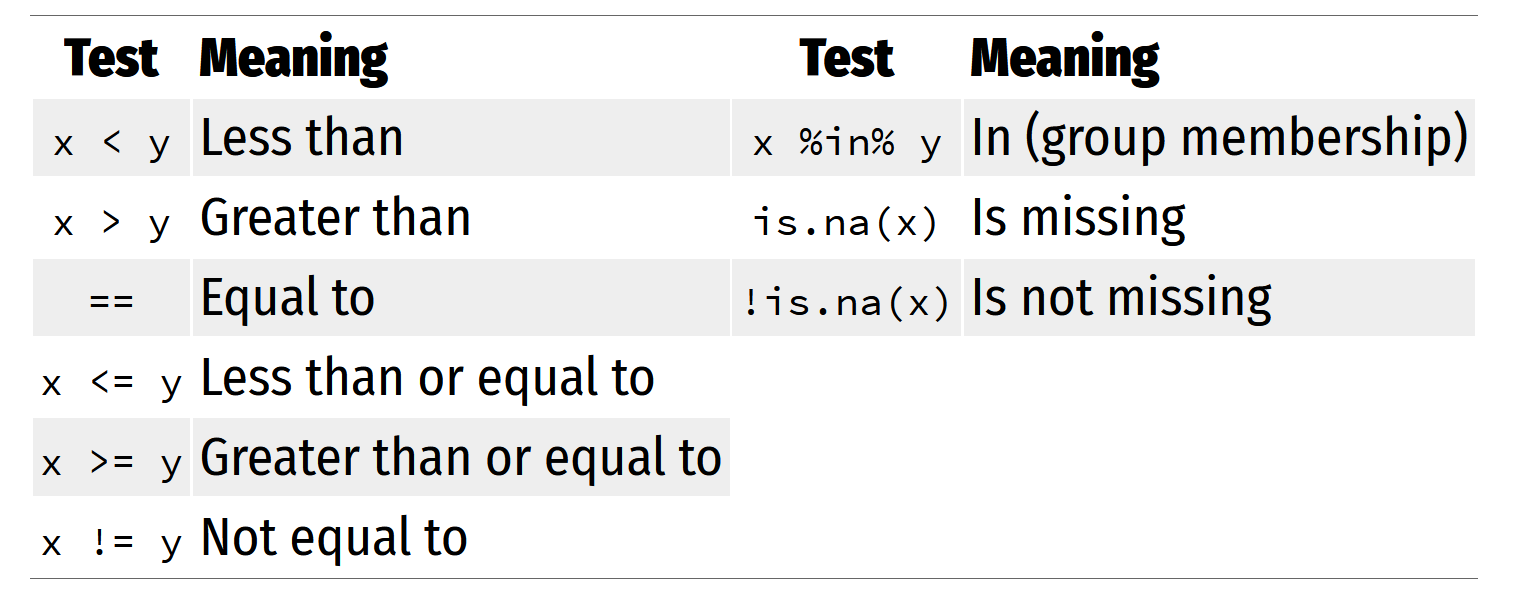 Test Meaning Test Meaning
x < y Less than x %in% y In (group membership)
x > y Greater than is.na(x) Is missing
== Equal to !is.na(x) Is not missing
x <= y Less than or equal to
x >= y Greater than or equal to
x != y Not equal to